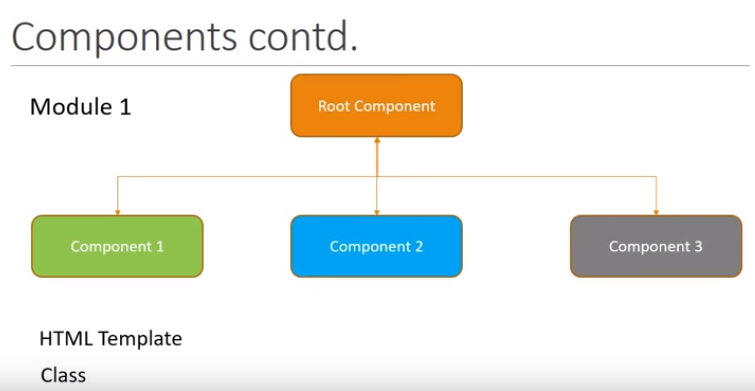 Components contd.
Module 1
Root Component
Component 1
Component 2
Component 3
HTML Template
Class